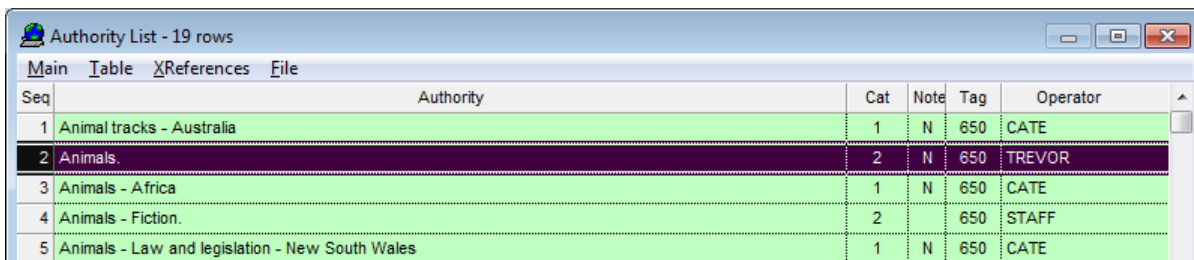 Authority List - 19 rows
Main Table XReferences File
Seq Authority Cat Note Tag Operator
1 Animal tracks - Australia 1 N 650 CATE
2 Animals. 2 N 650 TREVOR
3 Animals - Africa 1 N 650 CATE
4 Animals - Fiction. 2 650 STAFF
5 Animals - Law and legislation - New South Wales 1 N 650 CATE